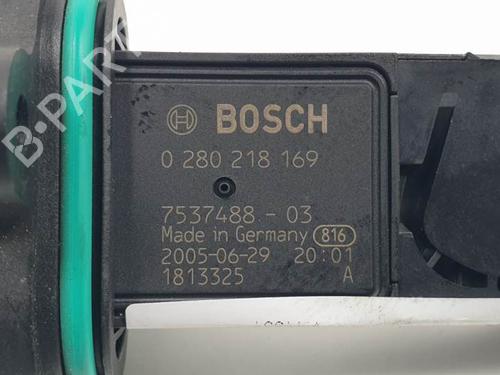 BOSCH
0 280 218 169
7537488 - 03
Made in Germany 816
2005-06-29 20:01
1813325 A
B-PARTS